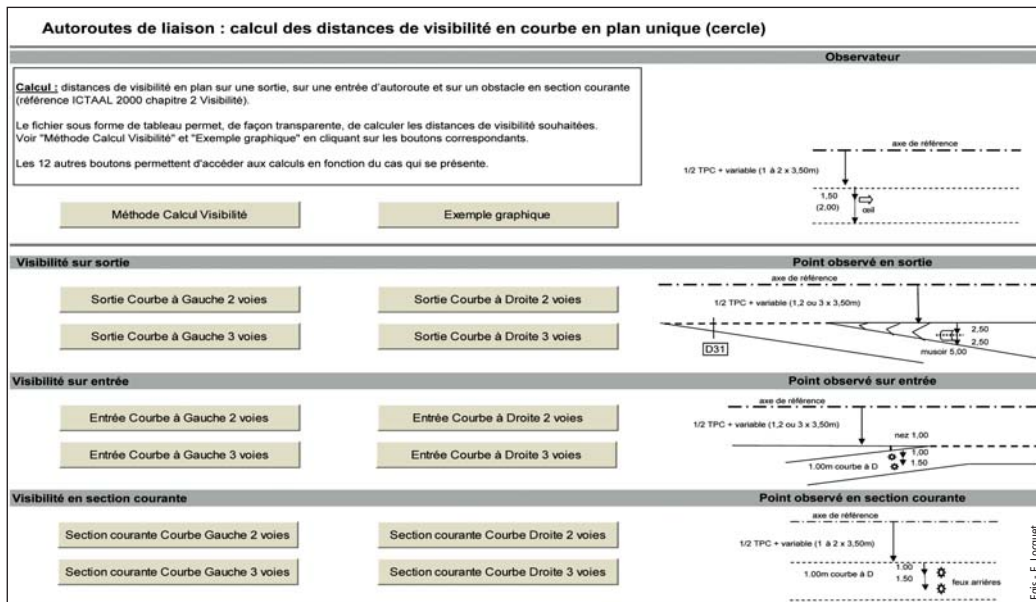 Autoroutes de liaison : calcul des distances de visibilité en courbe en plan unique (cercle)
Observateur
Calcul : distances de visibilité en plan sur une sortie, sur une entrée d'autoroute et sur un obstacle en section courante
(référence ICTAAL 2000 chapitre 2 Visibilité).
Le fichier sous forme de tableau permet, de façon transparente, de calculer les distances de visibilité souhaitées.
Voir "Méthode Calcul Visibilité" et "Exemple graphique" en cliquant sur les boutons correspondants.
Les 12 autres boutons permettent d'accéder aux calculs en fonction du cas qui se présente.
Méthode Calcul Visibilité
Exemple graphique
axe de référence
1/2 TPC + variable (1 à 2 x 3,50m)
1,50
(2,00)
œil
Visibilité sur sortie
Point observé en sortie
Sortie Courbe à Gauche 2 voies
Sortie Courbe à Droite 2 voies
Sortie Courbe à Gauche 3 voies
Sortie Courbe à Droite 3 voies
axe de référence
1/2 TPC + variable (1,2 ou 3 x 3,50m)
2,50
2,50
D31
musoir 5,00
Visibilité sur entrée
Point observé sur entrée
Entrée Courbe à Gauche 2 voies
Entrée Courbe à Droite 2 voies
Entrée Courbe à Gauche 3 voies
Entrée Courbe à Droite 3 voies
axe de référence
1/2 TPC + variable (1,2 ou 3 x 3,50m)
nez 1,00
1,00
1.50
1.00m courbe à D
Visibilité en section courante
Point observé en section courante
Section courante Courbe Gauche 2 voies
Section courante Courbe Droite 2 voies
Section courante Courbe Gauche 3 voies
Section courante Courbe Droite 3 voies
axe de référence
1/2 TPC + variable (1 à 2 x 3,50m)
1.00m courbe à D
1.00
1.50
feux arrières
Egis - F. Locquet